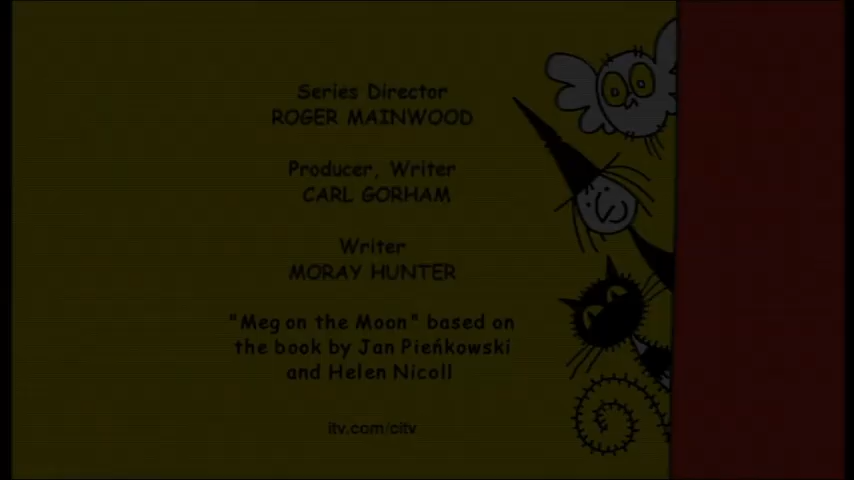 Series Director
ROGER MAINWOOD
Producer, Writer
CARL GORHAM
Writer
MORAY HUNTER
"Meg on the Moon" based on
the book by Jan Pieńkowski
and Helen Nicoll
itv.com/citv